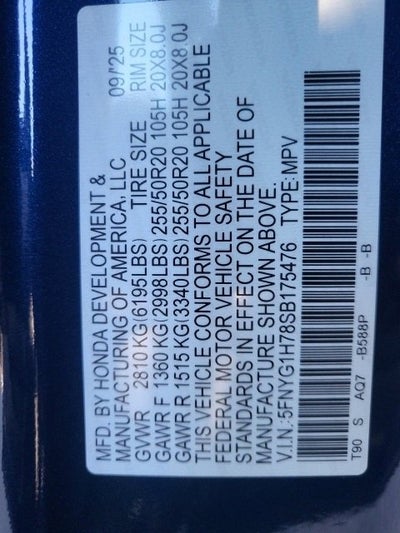 MFD. BY HONDA DEVELOPMENT & 09/'25
MANUFACTURING OF AMERICA, LLC
GVWR 2810 KG(6195LBS) TIRE SIZE RIM SIZE
GAWR F 1360 KG(2998LBS) 255/50R20 105H 20X8.0J
GAWR R 1515 KG(3340LBS) 255/50R20 105H 20X8.0J
THIS VEHICLE CONFORMS TO ALL APPLICABLE
FEDERAL MOTOR VEHICLE SAFETY
STANDARDS IN EFFECT ON THE DATE OF
MANUFACTURE SHOWN ABOVE.
V.I.N.:5FNYG1H78SB175476 TYPE:MPV
T90 S AQ7 -B588P -B -B